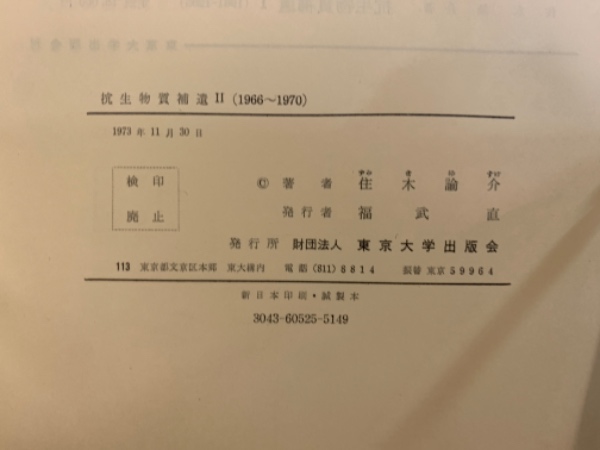 抗生物質補遺 II (1966〜1970)
1973 年 11 月 30 日
検印
廃止
© 著者 住木諭介
発行者 福武直
発行所 財団法人 東京大学出版会
113 東京都文京区本郷 東大構内 電話 (811) 8814 振替 東京 59964
新日本印刷・誠製本
3043-60525-5149